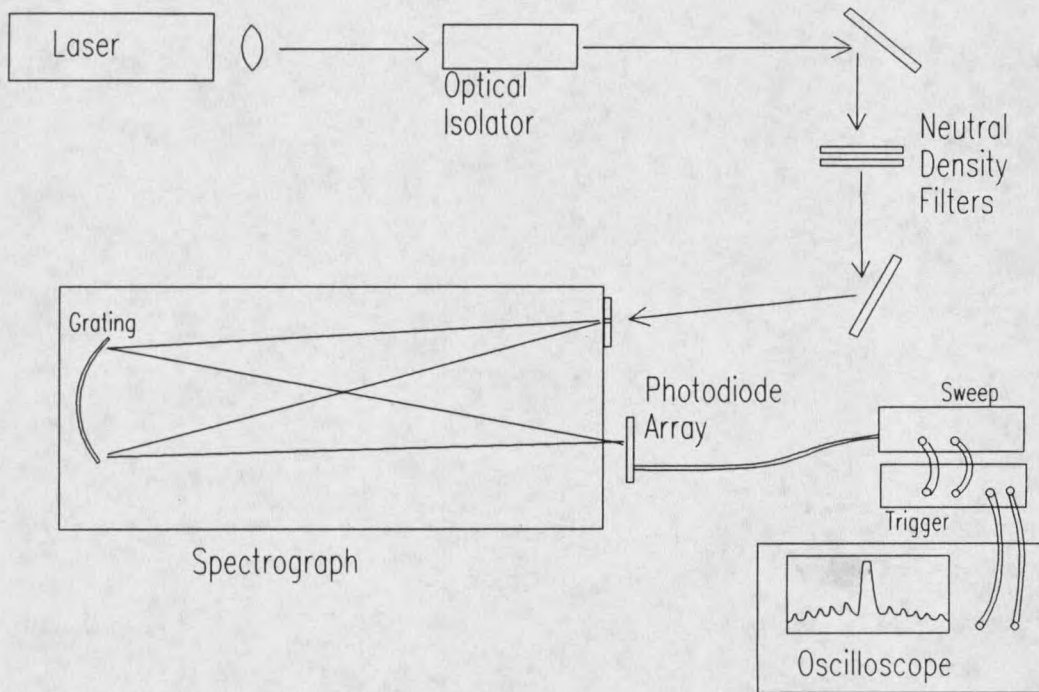 Laser
Optical
Isolator
Neutral
Density
Filters
Grating
Photodiode
Array
Sweep
Trigger
Spectrograph
Oscilloscope